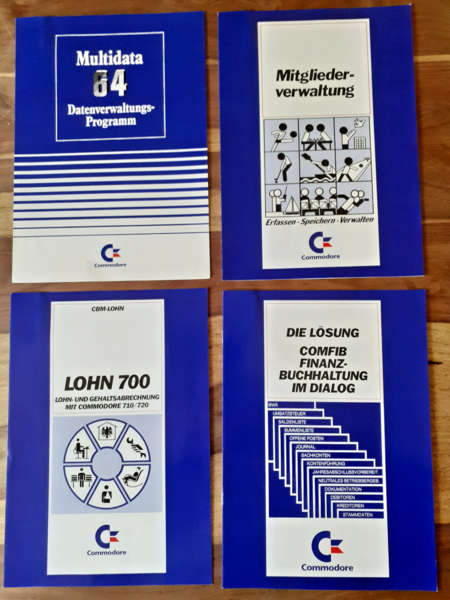 Multidata
64
Datenverwaltungs-
Programm
Commodore
Mitglieder-
verwaltung
Erfassen · Speichern · Verwalten
Commodore
CBM-LOHN
LOHN 700
LOHN- UND GEHALTSABRECHNUNG
MIT COMMODORE 710/720
Commodore
DIE LÖSUNG
COMFIB
FINANZ-
BUCHHALTUNG
IM DIALOG
BWA
UMSATZSTEUER
SALDENLISTE
SUMMENLISTE
OFFENE POSTEN
JOURNAL
SACHKONTEN
KONTENFÜHRUNG
JAHRESABSCHLUSSVORBEREIT.
NEUTRALES BETRIEBSERGEB.
DOKUMENTATION
DEBITOREN
KREDITOREN
STAMMDATEN
Commodore